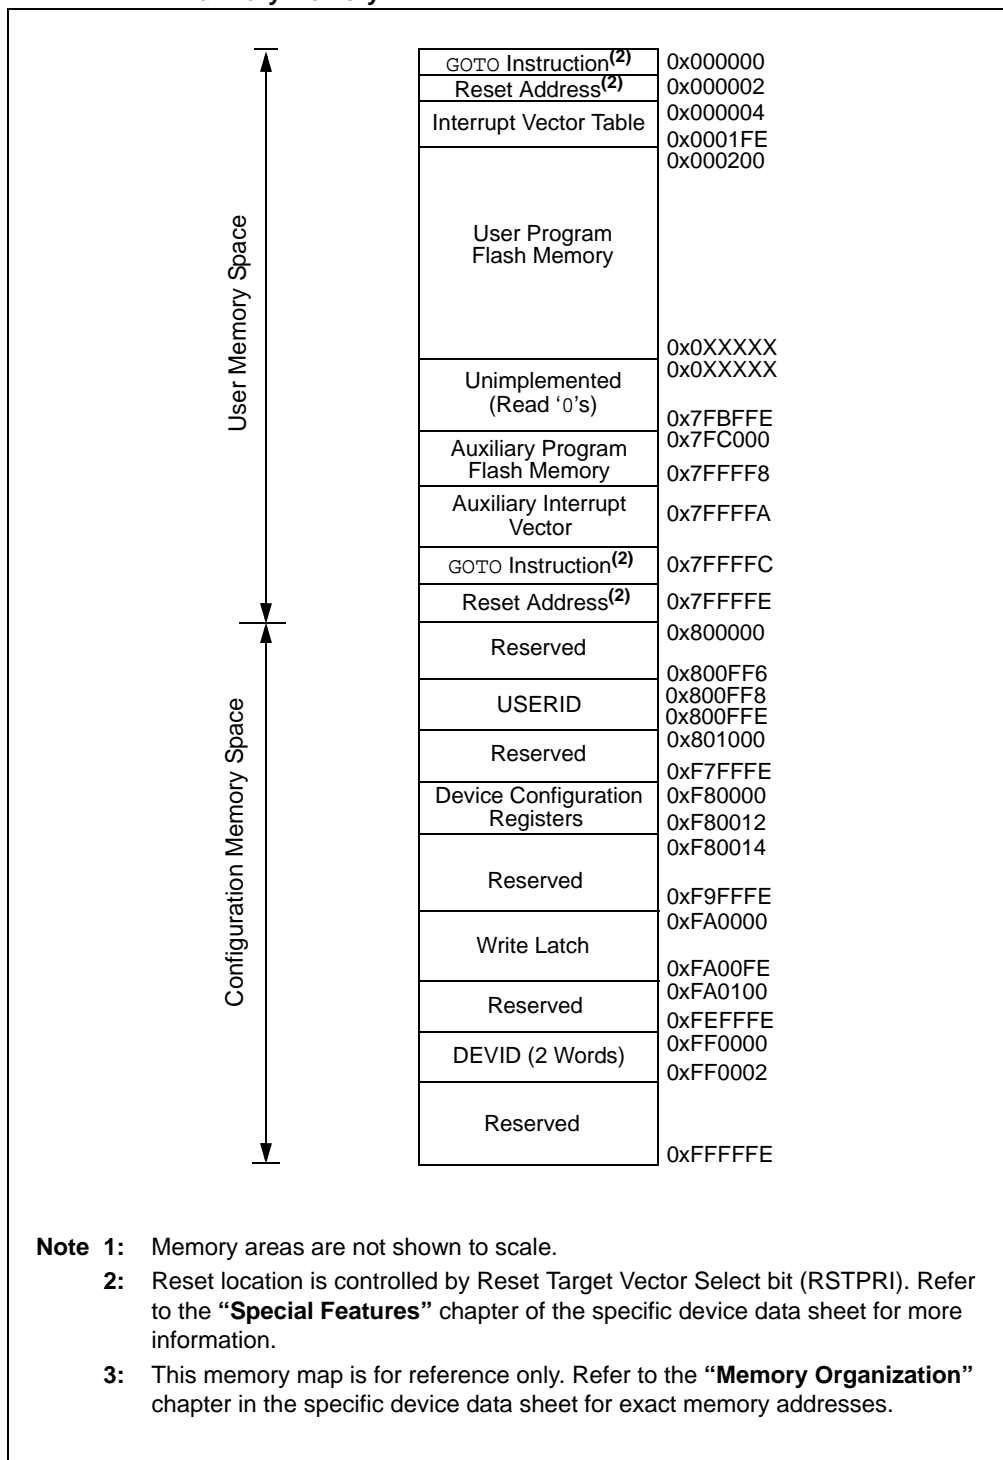 GOTO Instruction(2) 0x000000
Reset Address(2) 0x000002
Interrupt Vector Table 0x000004
0x0001FE
0x000200
User Program
Flash Memory
0x0XXXXX
0x0XXXXX
Unimplemented
(Read ‘0’s)
0x7FBFFE
0x7FC000
Auxiliary Program
Flash Memory 0x7FFFF8
Auxiliary Interrupt
Vector 0x7FFFFA
GOTO Instruction(2) 0x7FFFFC
Reset Address(2) 0x7FFFFE
User Memory Space
0x800000
Reserved
0x800FF6
0x800FF8
USERID
0x800FFE
0x801000
Reserved
0xF7FFFE
Device Configuration 0xF80000
Registers 0xF80012
0xF80014
Reserved
0xF9FFFE
0xFA0000
Write Latch
0xFA00FE
0xFA0100
Reserved
0xFEFFFE
0xFF0000
DEVID (2 Words)
0xFF0002
Reserved
0xFFFFFE
Configuration Memory Space
Note 1: Memory areas are not shown to scale.
2: Reset location is controlled by Reset Target Vector Select bit (RSTPRI). Refer
to the “Special Features” chapter of the specific device data sheet for more
information.
3: This memory map is for reference only. Refer to the “Memory Organization”
chapter in the specific device data sheet for exact memory addresses.